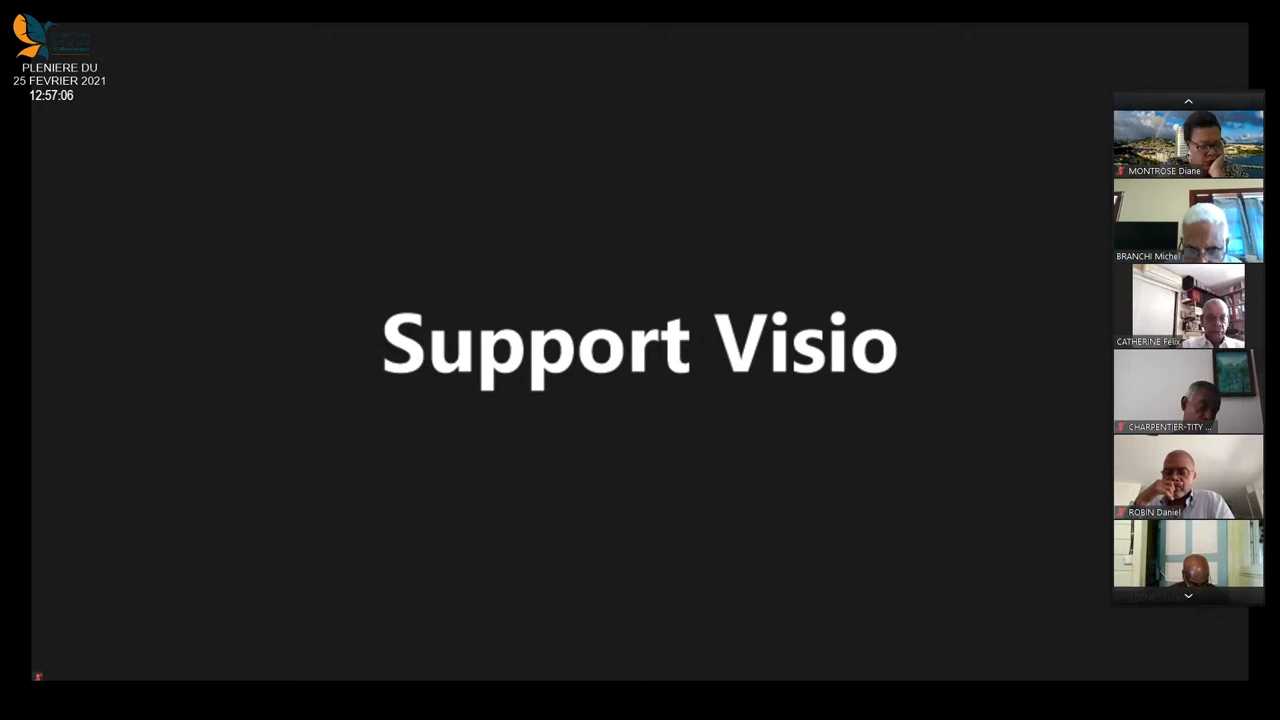 PLENIERE DU
25 FEVRIER 2021
12:57:06
Support Visio
MONTROSE Diane
BRANCHI Michel
CATHERINE Félix
CHARPENTIER-TITY ...
ROBIN Daniel